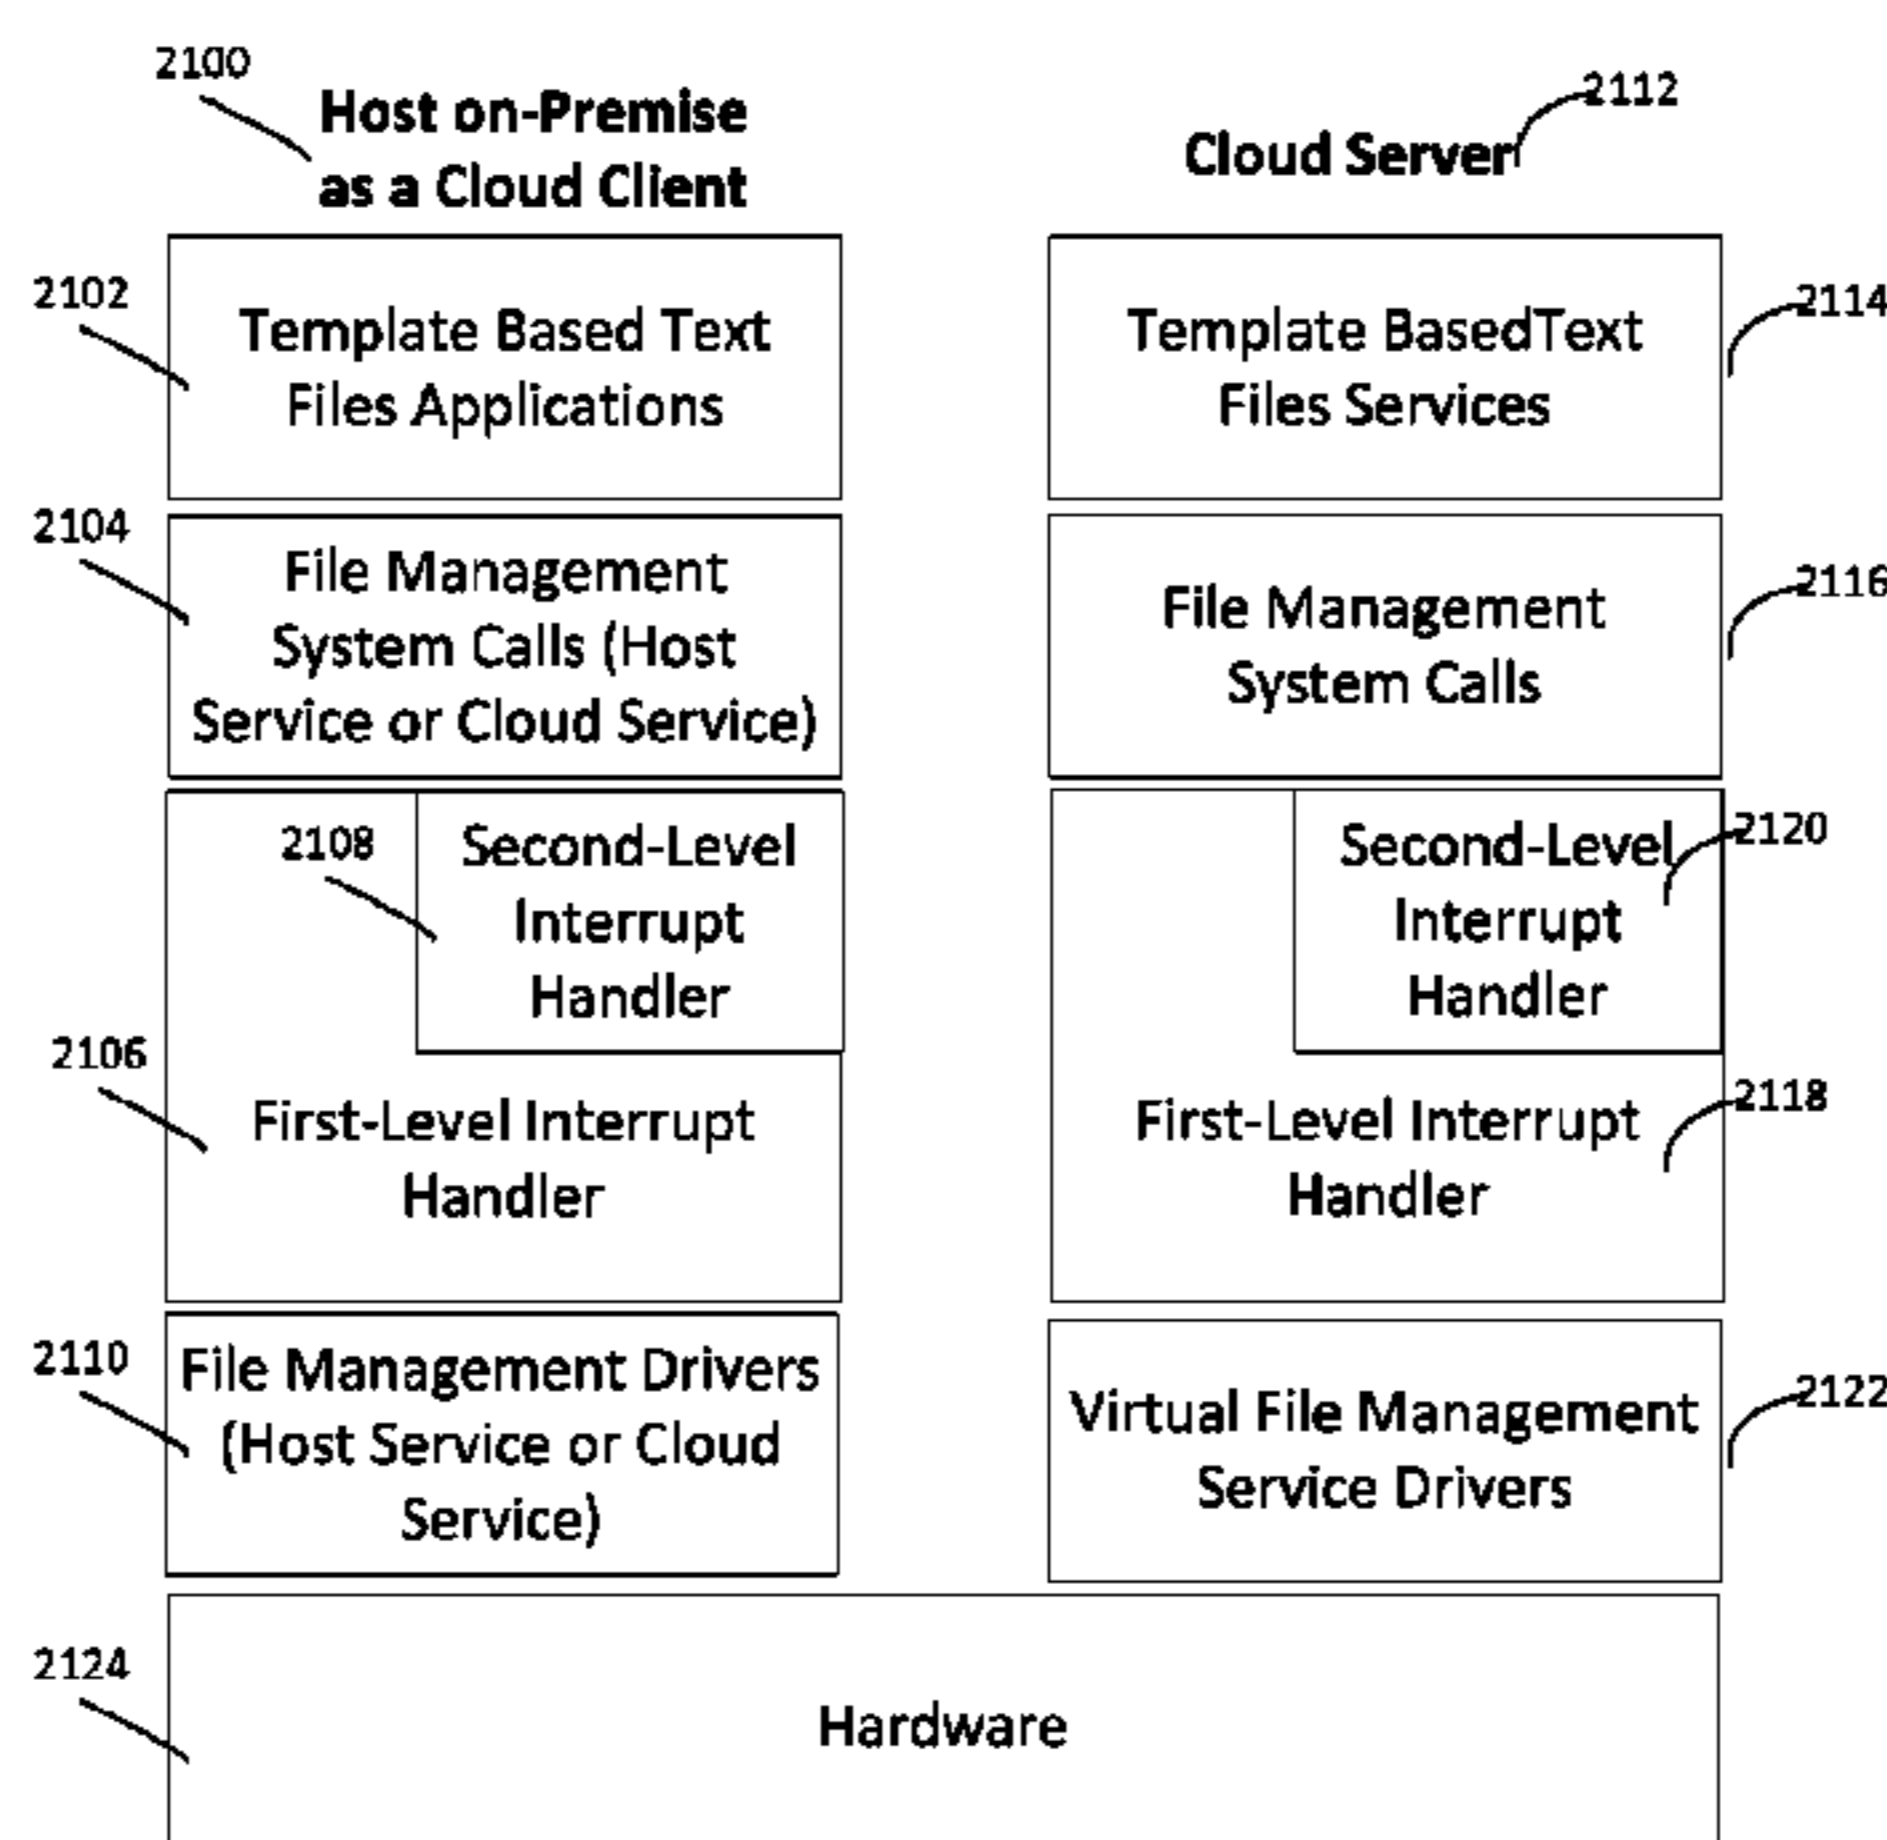 2100
Host on-Premise
as a Cloud Client
2112
Cloud Server
2102
Template Based Text
Files Applications
Template BasedText
Files Services
2114
2104
File Management
System Calls (Host
Service or Cloud Service)
File Management
System Calls
2116
2108
Second-Level
Interrupt
Handler
2106
First-Level Interrupt
Handler
Second-Level
Interrupt
Handler
2120
First-Level Interrupt
Handler
2118
2110
File Management Drivers
(Host Service or Cloud
Service)
Virtual File Management
Service Drivers
2122
2124
Hardware